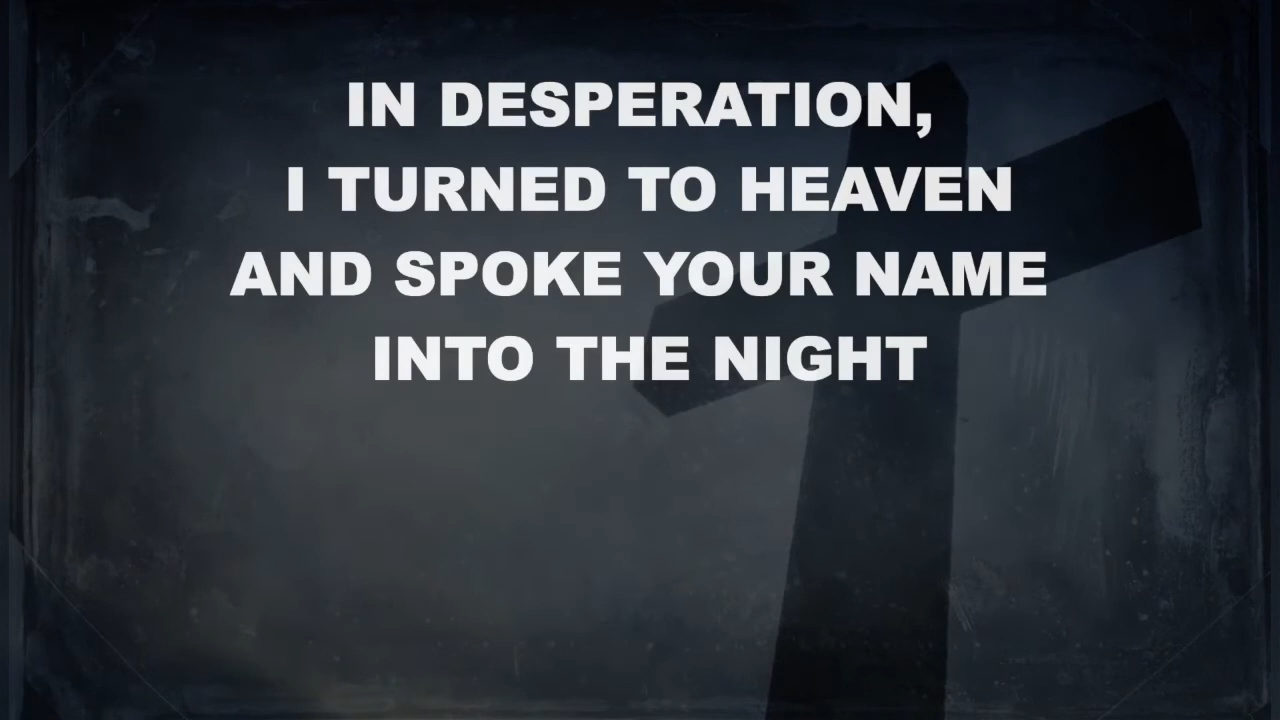 IN DESPERATION,
I TURNED TO HEAVEN
AND SPOKE YOUR NAME
INTO THE NIGHT